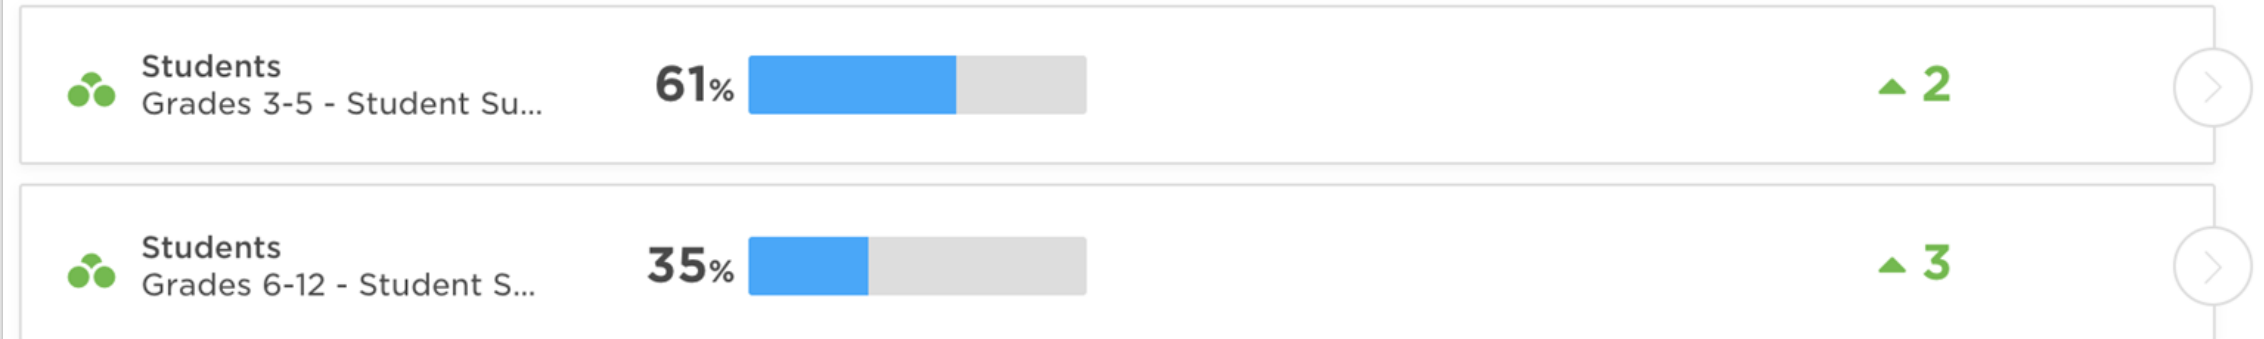 Students
Grades 3-5 - Student Su...
61%
2
Students
Grades 6-12 - Student S...
35%
3